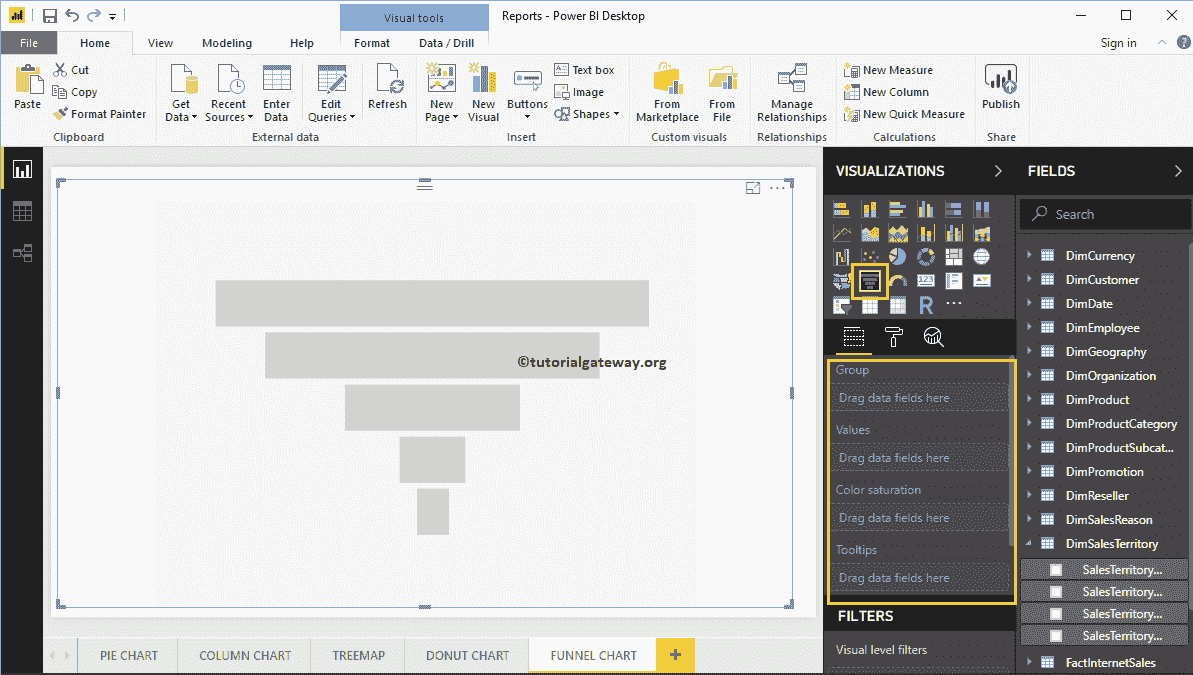 Visual tools
Reports - Power BI Desktop
File
Home
View
Modeling
Help
Format
Data / Drill
Sign in
Paste
Cut
Copy
Format Painter
Clipboard
Get Data
Recent Sources
Enter Data
Edit Queries
External data
Refresh
New Page
New Visual
Buttons
Text box
Image
Shapes
Insert
From Marketplace
From File
Custom visuals
Manage Relationships
Relationships
New Measure
New Column
New Quick Measure
Calculations
Publish
Share
©tutorialgateway.org
VISUALIZATIONS
123
R
Group
Drag data fields here
Values
Drag data fields here
Color saturation
Drag data fields here
Tooltips
Drag data fields here
FILTERS
Visual level filters
FIELDS
Search
DimCurrency
DimCustomer
DimDate
DimEmployee
DimGeography
DimOrganization
DimProduct
DimProductCategory
DimProductSubcat...
DimPromotion
DimReseller
DimSalesReason
DimSalesTerritory
SalesTerritory...
SalesTerritory...
SalesTerritory...
SalesTerritory...
FactInternetSales
PIE CHART
COLUMN CHART
TREEMAP
DONUT CHART
FUNNEL CHART
+